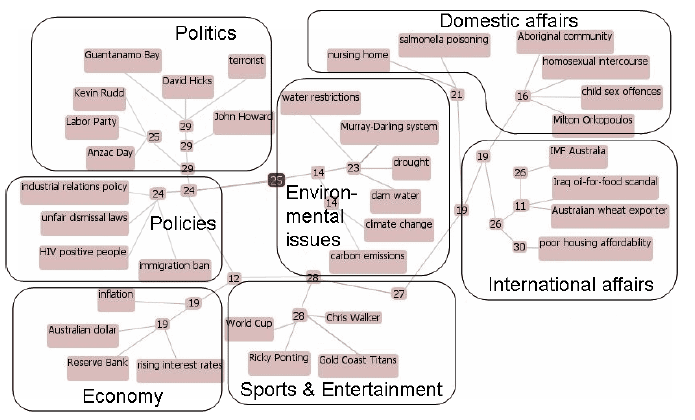 Politics
Guantanamo Bay
terrorist
David Hicks
Kevin Rudd
Labor Party
John Howard
Anzac Day
29
25
29
29
Domestic affairs
salmonella poisoning
Aboriginal community
nursing home
homosexual intercourse
child sex offences
Milton Orkopoulos
21
16
water restrictions
Murray-Darling system
drought
dam water
climate change
carbon emissions
25
14
23
14
Environ-
mental
issues
industrial relations policy
24
24
unfair dismissal laws
Policies
HIV positive people
immigration ban
19
19
IMF Australia
26
Iraq oil-for-food scandal
11
Australian wheat exporter
26
30
poor housing affordablity
International affairs
12
28
27
inflation
19
Australian dollar
19
Reserve Bank
rising interest rates
Economy
28
World Cup
Chris Walker
Ricky Ponting
Gold Coast Titans
Sports & Entertainment